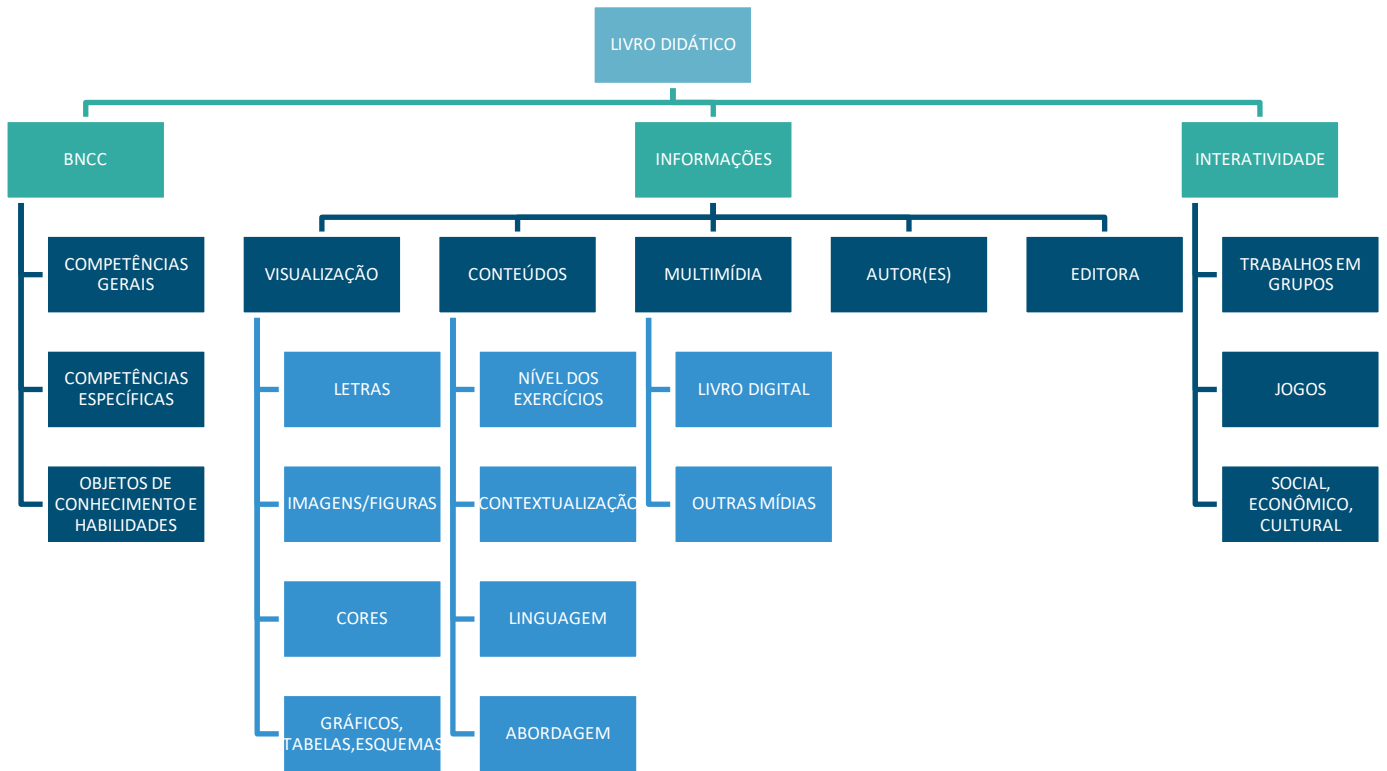 LIVRO DIDÁTICO
BNCC
INFORMAÇÕES
INTERATIVIDADE
COMPETÊNCIAS
GERAIS
COMPETÊNCIAS
ESPECÍFICAS
OBJETOS DE
CONHECIMENTO E
HABILIDADES
VISUALIZAÇÃO
LETRAS
IMAGENS/FIGURAS
CORES
GRÁFICOS,
TABELAS,ESQUEMAS
CONTEÚDOS
NÍVEL DOS
EXERCÍCIOS
CONTEXTUALIZAÇÃO
LINGUAGEM
ABORDAGEM
MULTIMÍDIA
LIVRO DIGITAL
OUTRAS MÍDIAS
AUTOR(ES)
EDITORA
TRABALHOS EM
GRUPOS
JOGOS
SOCIAL,
ECONÔMICO,
CULTURAL